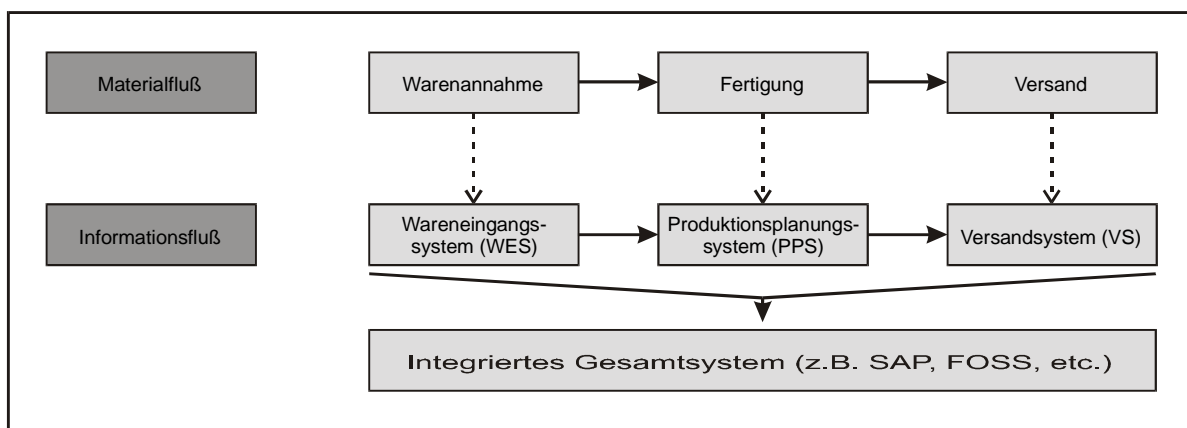 Materialfluß
Warenannahme
Fertigung
Versand
Informationsfluß
Wareneingangs-
system (WES)
Produktionsplanungs-
system (PPS)
Versandsystem (VS)
Integriertes Gesamtsystem (z.B. SAP, FOSS, etc.)